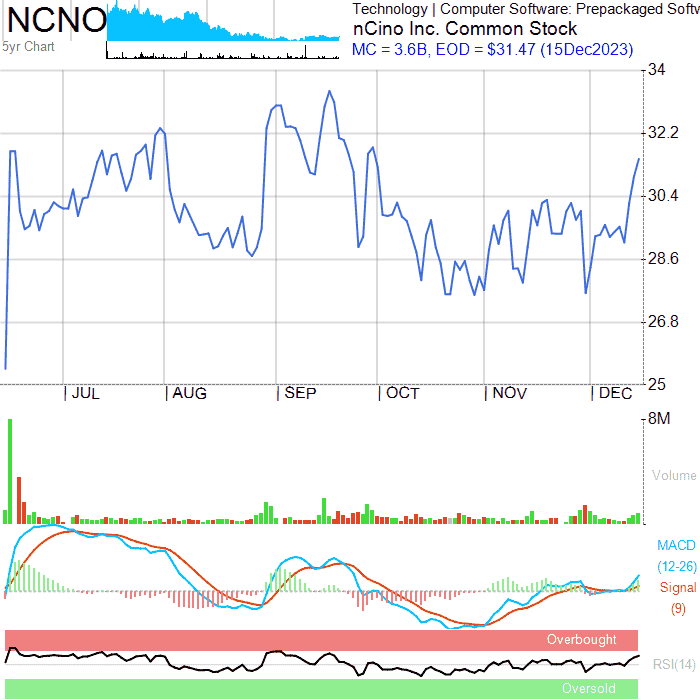 NCNO
5yr Chart
Technology | Computer Software: Prepackaged Softw
nCino Inc. Common Stock
MC = 3.6B, EOD = $31.47 (15Dec2023)
34
32.2
30.4
28.6
26.8
25
JUL
AUG
SEP
OCT
NOV
DEC
8M
Volume
MACD
(12-26)
Signal
(9)
Overbought
RSI(14)
Oversold